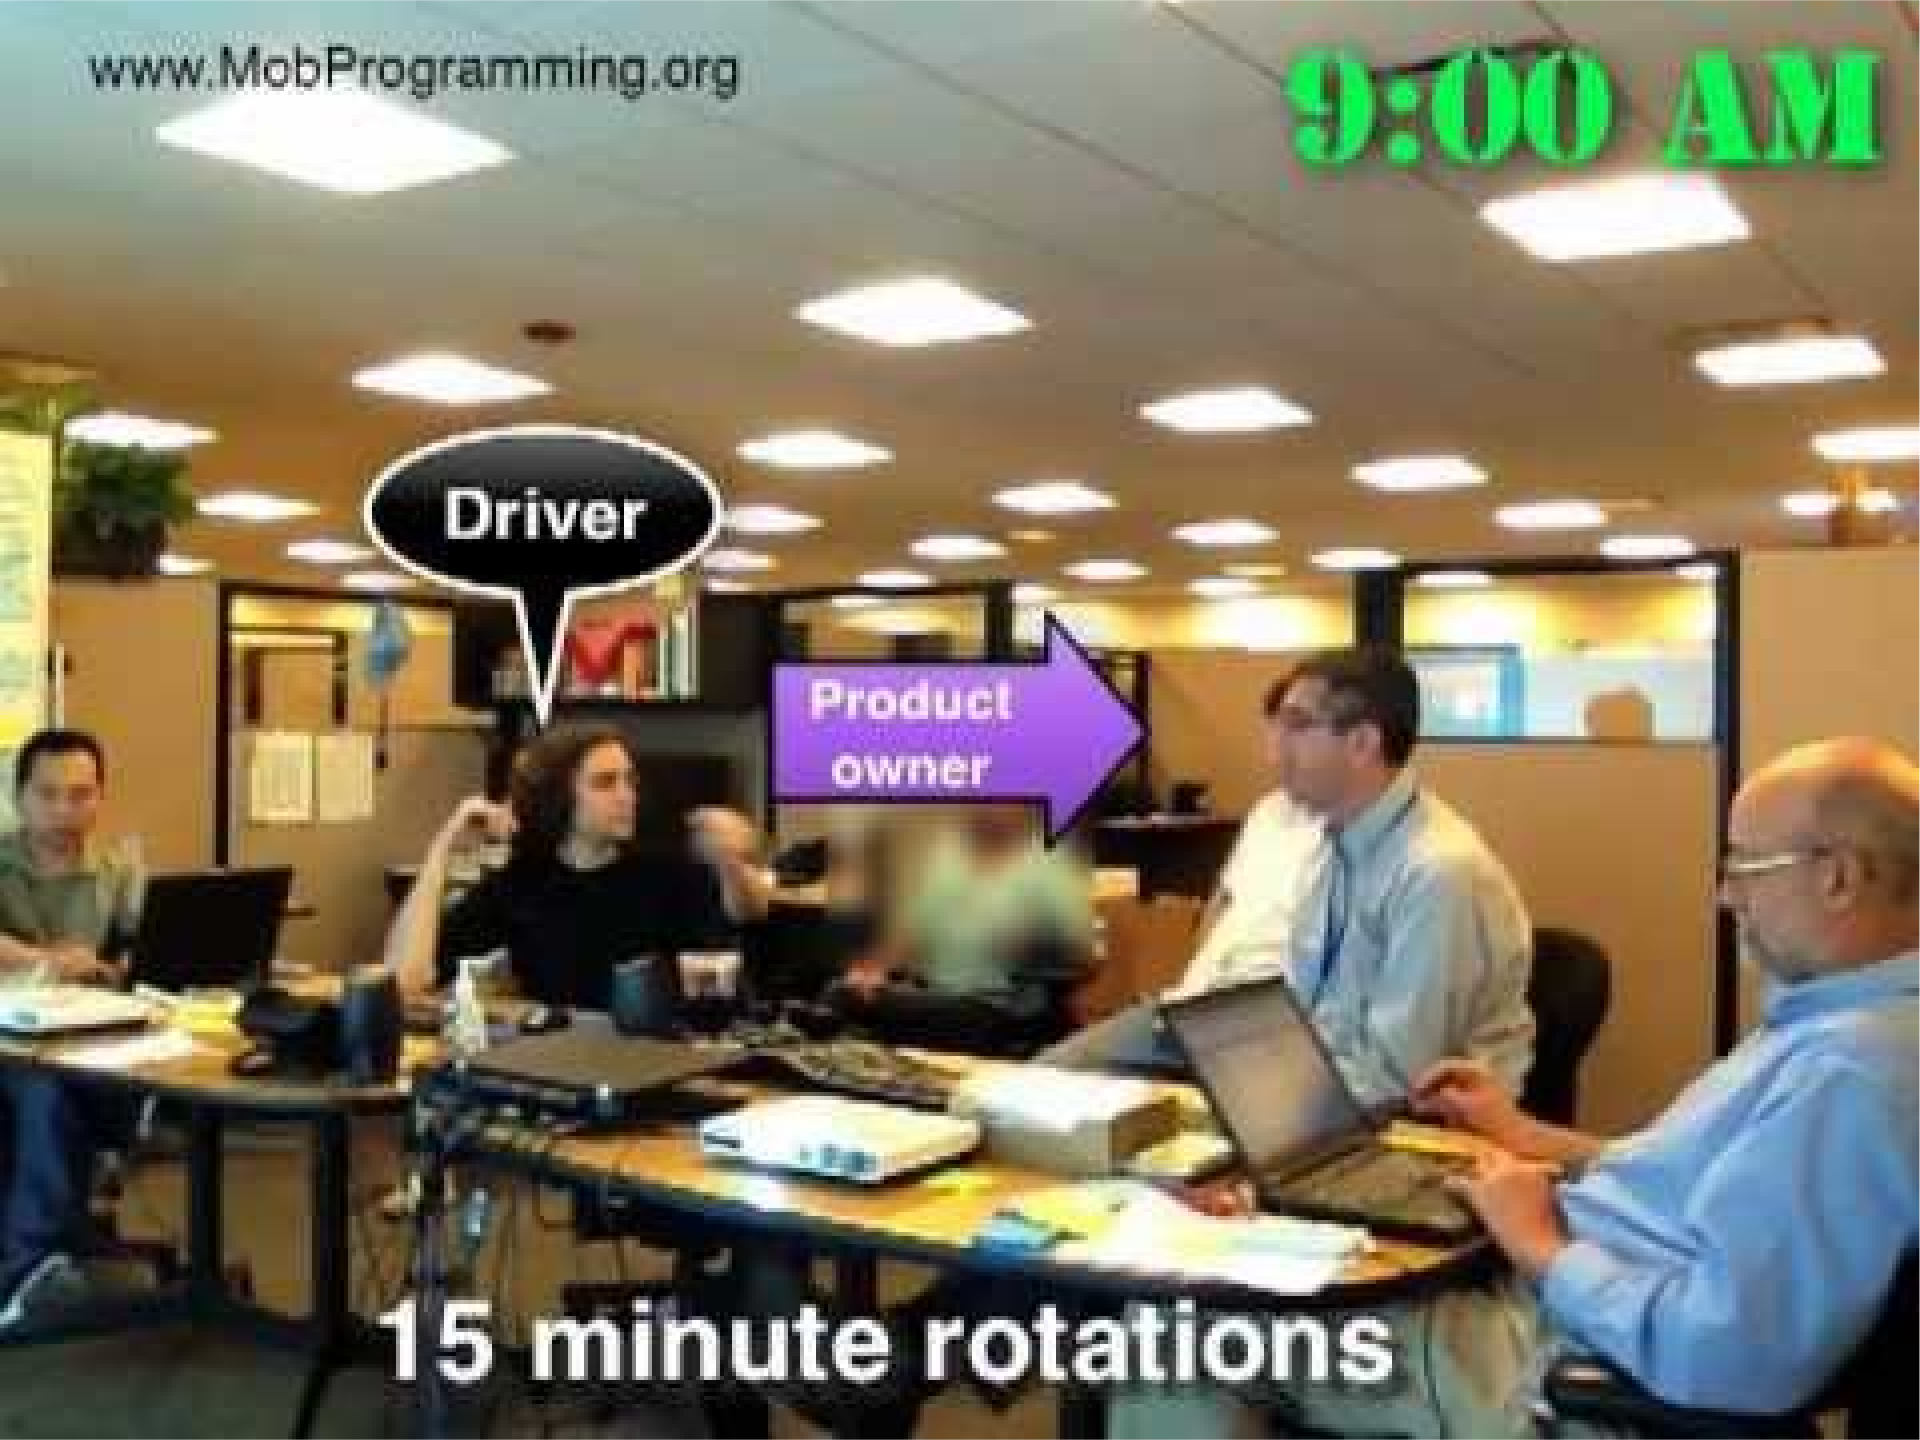 www.MobProgramming.org
9:00 AM
Driver
Product
owner
15 minute rotations